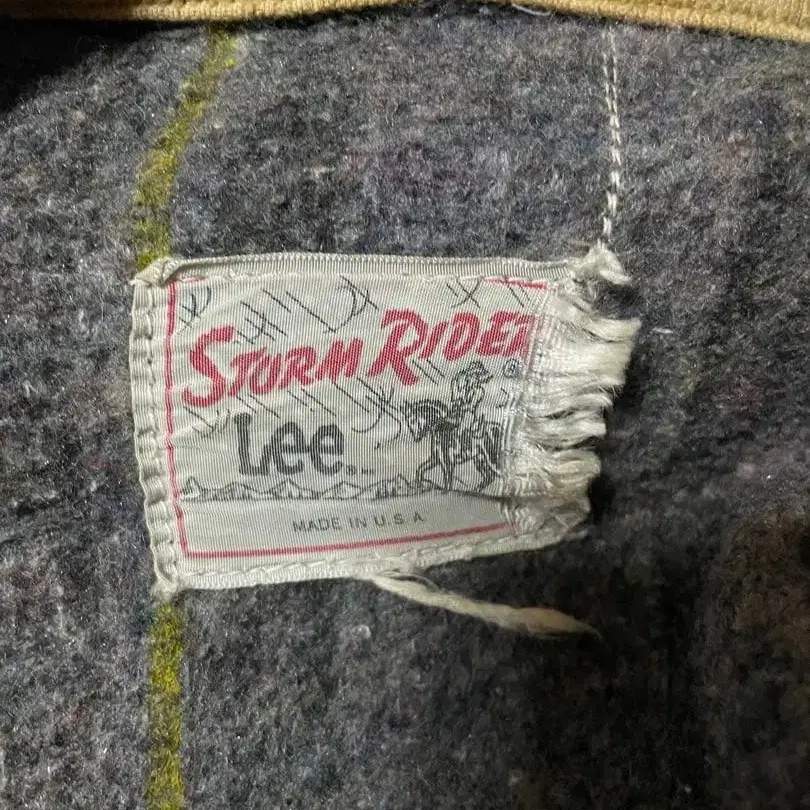 STORM RIDER
®
Lee
MADE IN U.S.A